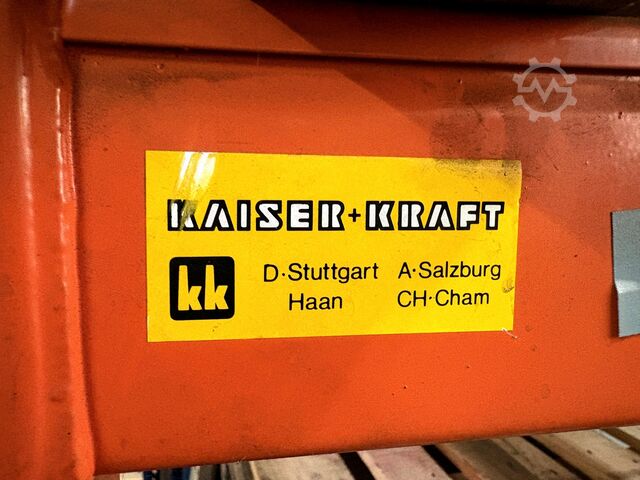 KAISER+KRAFT
kk D·Stuttgart A·Salzburg
Haan CH·Cham